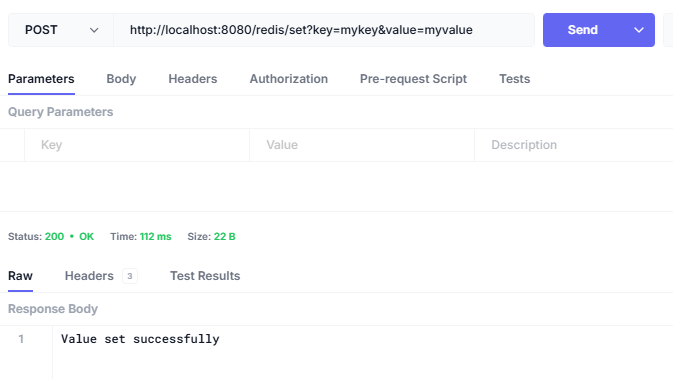 POST http://localhost:8080/redis/set?key=mykey&value=myvalue Send
Parameters Body Headers Authorization Pre-request Script Tests
Query Parameters
Key Value Description
Status: 200 • OK Time: 112 ms Size: 22 B
Raw Headers 3 Test Results
Response Body
1 Value set successfully